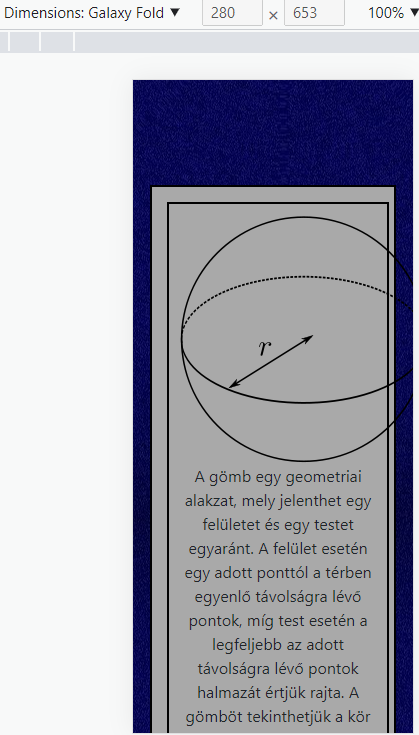 Dimensions: Galaxy Fold ▼ 280 × 653 100% ▼
r
A gömb egy geometriai
alakzat, mely jelenthet egy
felületet és egy testet
egyaránt. A felület esetén
egy adott ponttól a térben
egyenlő távolságra lévő
pontok, míg test esetén a
legfeljebb az adott
távolságra lévő pontok
halmazát értjük rajta. A
gömböt tekinthetjük a kör